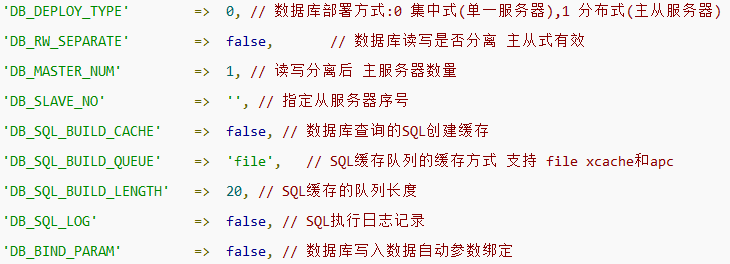 'DB_DEPLOY_TYPE' => 0, // 数据库部署方式:0 集中式(单一服务器),1 分布式(主从服务器)
'DB_RW_SEPARATE' => false, // 数据库读写是否分离 主从式有效
'DB_MASTER_NUM' => 1, // 读写分离后 主服务器数量
'DB_SLAVE_NO' => '', // 指定从服务器序号
'DB_SQL_BUILD_CACHE' => false, // 数据库查询的SQL创建缓存
'DB_SQL_BUILD_QUEUE' => 'file', // SQL缓存队列的缓存方式 支持 file xcache和apc
'DB_SQL_BUILD_LENGTH' => 20, // SQL缓存的队列长度
'DB_SQL_LOG' => false, // SQL执行日志记录
'DB_BIND_PARAM' => false, // 数据库写入数据自动参数绑定